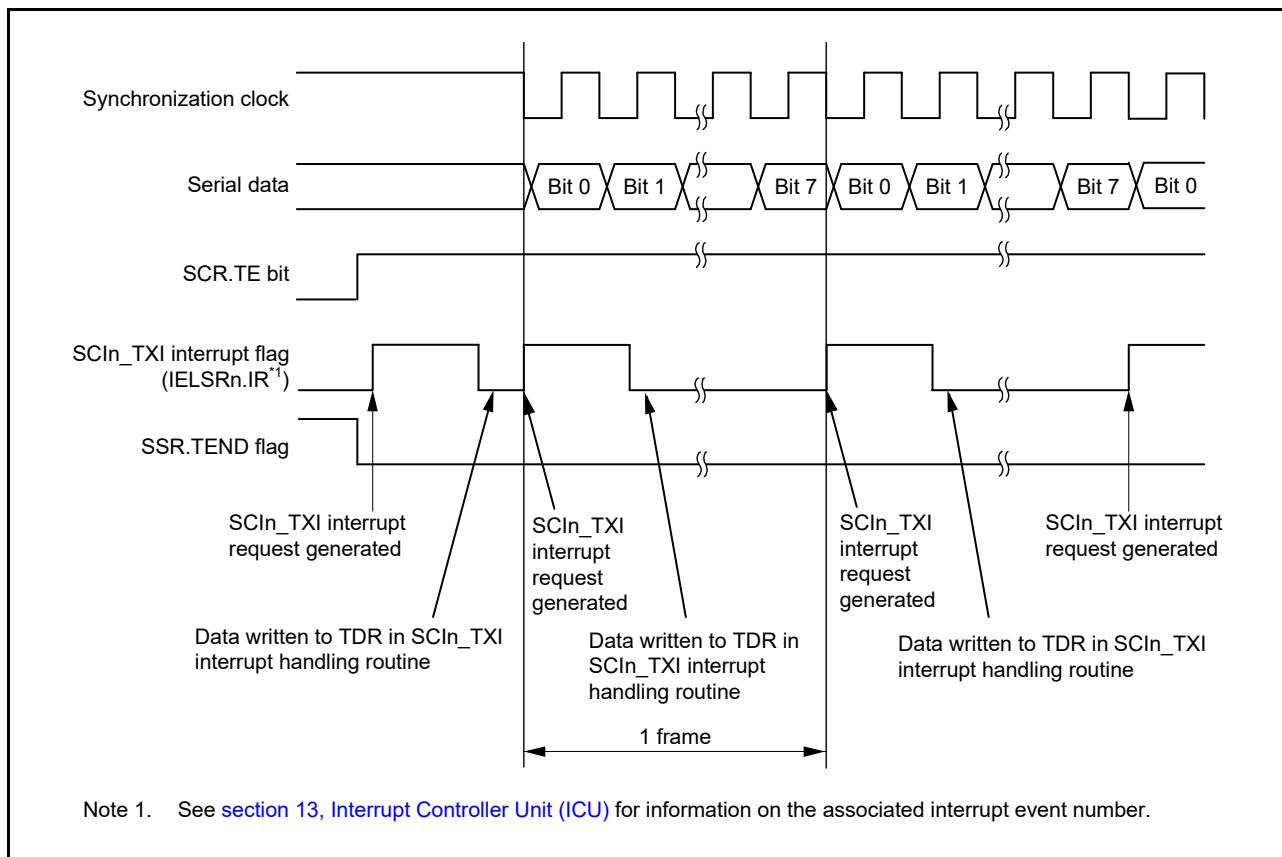 Synchronization clock
Serial data
Bit 0 Bit 1 Bit 7 Bit 0 Bit 1 Bit 7 Bit 0
SCR.TE bit
SCIn_TXI interrupt flag
(IELSRn.IR*1)
SSR.TEND flag
SCIn_TXI interrupt
request generated
SCIn_TXI
interrupt
request
generated
SCIn_TXI
interrupt
request
generated
SCIn_TXI interrupt
request generated
Data written to TDR in SCIn_TXI
interrupt handling routine
Data written to TDR in
SCIn_TXI interrupt
handling routine
Data written to TDR in SCIn_TXI
interrupt handling routine
1 frame
Note 1. See section 13, Interrupt Controller Unit (ICU) for information on the associated interrupt event number.